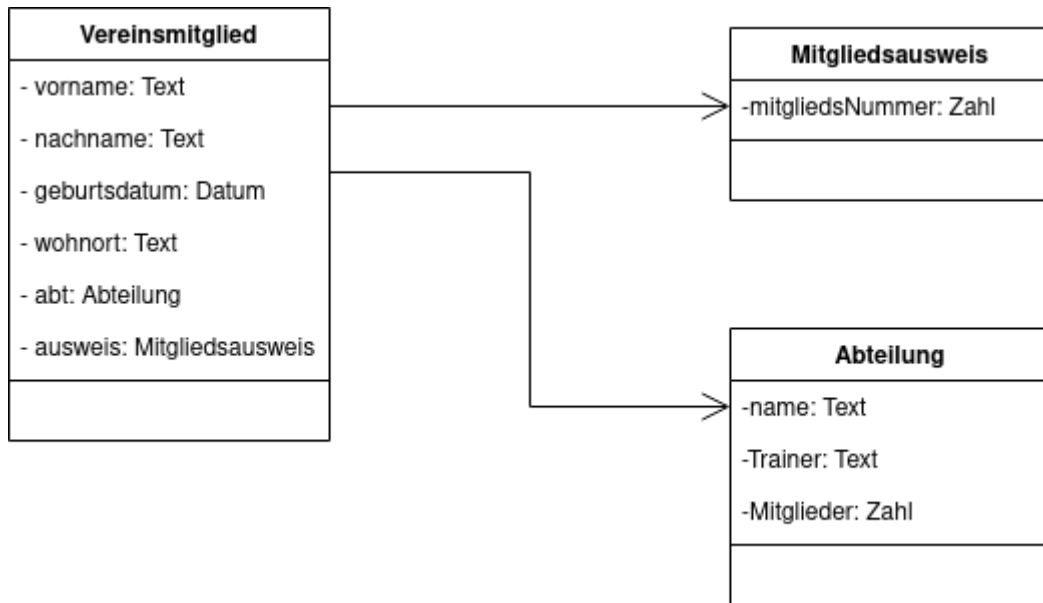 Vereinsmitglied
- vorname: Text
- nachname: Text
- geburtsdatum: Datum
- wohnort: Text
- abt: Abteilung
- ausweis: Mitgliedsausweis
Mitgliedsausweis
-mitgliedsNummer: Zahl
Abteilung
-name: Text
-Trainer: Text
-Mitglieder: Zahl